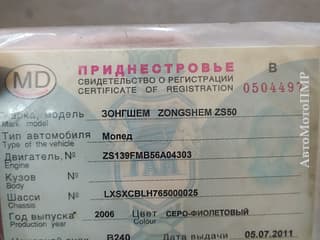 MD
ПРИДНЕСТРОВЬЕ
В
СВИДЕТЕЛЬСТВО О РЕГИСТРАЦИИ
CERTIFICATE OF REGISTRATION
050449
Марка, модель ЗОНГШЕМ ZONGSHEM ZS50
Mark, model
Тип автомобиля Мопед
Type of the vehicle
Двигатель, № ZS139FMB56A04303
Engine
Кузов №
Body
Шасси № LXSXCBLH765000025
Chassis
Год выпуска 2006 Цвет СЕРО-ФИОЛЕТОВЫЙ
Production year Colour
B240 Дата выдачи 05.07.2011
АвтоМотоПМР